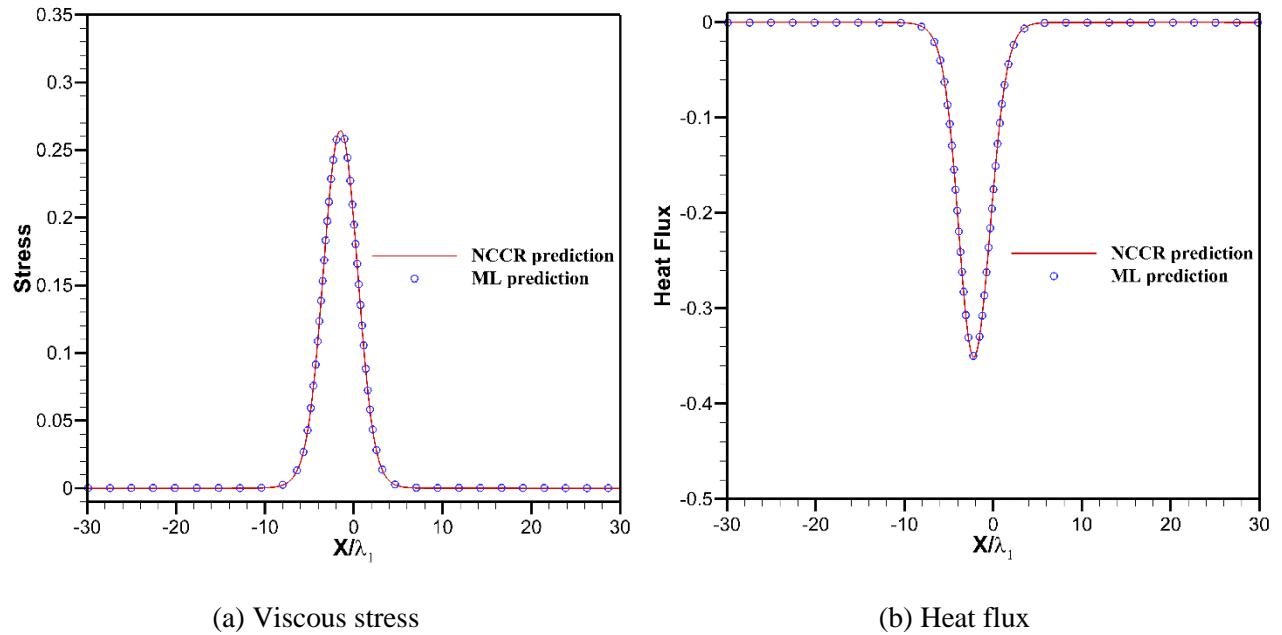 0.35
0.3
0.25
0.2
0.15
0.1
0.05
0
Stress
NCCR prediction
ML prediction
-30 -20 -10 0 10 20 30
X/λ1
(a) Viscous stress
0
-0.1
-0.2
-0.3
-0.4
-0.5
Heat Flux
NCCR prediction
ML prediction
-30 -20 -10 0 10 20 30
X/λ1
(b) Heat flux